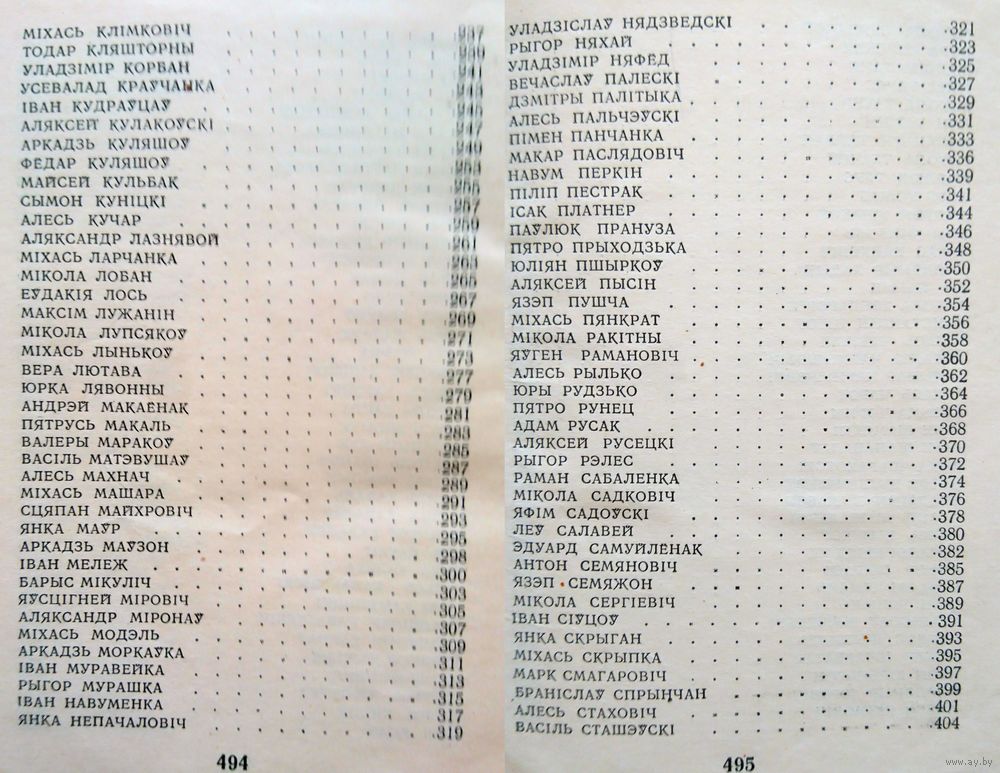 МІХАСЬ КЛІМКОВІЧ 237
ТОДАР КЛЯШТОРНЫ 239
УЛАДЗІМІР КОРБАН 241
УСЕВАЛАД КРАЎЧАНКА 243
ІВАН КУДРАЎЦАЎ 245
АЛЯКСЕЙ КУЛАКОЎСКІ 247
АРКАДЗЬ КУЛЯШОЎ 249
ФЁДАР КУЛЯШОЎ 253
МАЙСЕЙ КУЛЬБАК 255
СЫМОН КУНІЦКІ 257
АЛЕСЬ КУЧАР 259
АЛЯКСАНДР ЛАЗНЯВОЙ 261
МІХАСЬ ЛАРЧАНКА 263
МІКОЛА ЛОБАН 265
ЕЎДАКІЯ ЛОСЬ 267
МАКСІМ ЛУЖАНІН 269
МІКОЛА ЛУПСЯКОЎ 271
МІХАСЬ ЛЫНЬКОЎ 273
ВЕРА ЛЮТАВА 277
ЮРКА ЛЯВОННЫ 279
АНДРЭЙ МАКАЁНАК 281
ПЯТРУСЬ МАКАЛЬ 283
ВАЛЕРЫ МАРАКОЎ 285
ВАСІЛЬ МАТЭВУШАЎ 287
АЛЕСЬ МАХНАЧ 289
МІХАСЬ МАШАРА 291
СЦЯПАН МАЙХРОВІЧ 293
ЯНКА МАЎР 295
АРКАДЗЬ МАЎЗОН 298
ІВАН МЕЛЕЖ 300
БАРЫС МІКУЛІЧ 303
ЯЎСЦІГНЕЙ МІРОВІЧ 305
АЛЯКСАНДР МІРОНАЎ 307
МІХАСЬ МОДЭЛЬ 309
АРКАДЗЬ МОРКАЎКА 311
ІВАН МУРАВЕЙКА 313
РЫГОР МУРАШКА 315
ІВАН НАВУМЕНКА 317
ЯНКА НЕПАЧАЛОВІЧ 319
494
УЛАДЗІСЛАЎ НЯДЗВЕДСКІ 321
РЫГОР НЯХАЙ 323
УЛАДЗІМІР НЯФЕД 325
ВЕЧАСЛАЎ ПАЛЕСКІ 327
ДЗМІТРЫ ПАЛІТЫКА 329
АЛЕСЬ ПАЛЬЧЭЎСКІ 331
ПІМЕН ПАНЧАНКА 333
МАКАР ПАСЛЯДОВІЧ 336
НАВУМ ПЕРКІН 339
ПІЛІП ПЕСТРАК 341
ІСАК ПЛАТНЕР 344
ПАЎЛЮК ПРАНУЗА 346
ПЯТРО ПРЫХОДЗЬКА 348
ЮЛІЯН ПШЫРКОЎ 350
АЛЯКСЕЙ ПЫСІН 352
ЯЗЭП ПУШЧА 354
МІХАСЬ ПЯНКРАТ 356
МІКОЛА РАКІТНЫ 358
ЯЎГЕН РАМАНОВІЧ 360
АЛЕСЬ РЫЛЬКО 362
ЮРЫ РУДЗЬКО 364
ПЯТРО РУНЕЦ 366
АДАМ РУСАК 368
АЛЯКСЕЙ РУСЕЦКІ 370
РЫГОР РЭЛЕС 372
РАМАН САБАЛЕНКА 374
МІКОЛА САДКОВІЧ 376
ЯФІМ САДОЎСКІ 378
ЛЕЎ САЛАВЕЙ 380
ЭДУАРД САМУЙЛЁНАК 382
АНТОН СЕМЯНОВІЧ 385
ЯЗЭП СЕМЯЖОН 387
МІКОЛА СЕРГІЕВІЧ 389
ІВАН СІЎЦОЎ 391
ЯНКА СКРЫГАН 393
МІХАСЬ СКРЫПКА 395
МАРК СМАГАРОВІЧ 397
БРАНІСЛАЎ СПРЫНЧАН 399
АЛЕСЬ СТАХОВІЧ 401
ВАСІЛЬ СТАШЭЎСКІ 404
495
www.ay.by